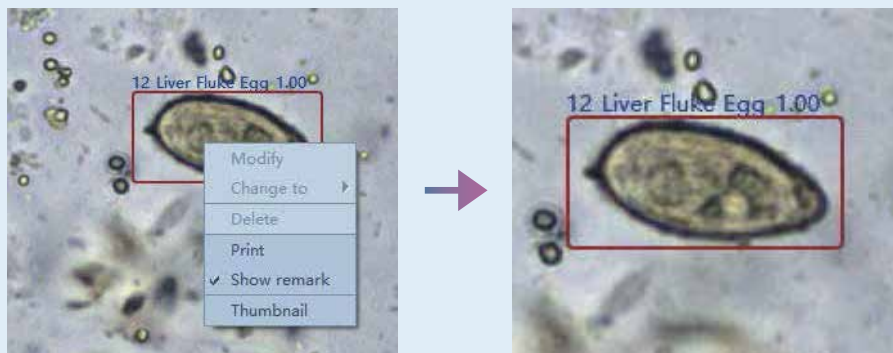 12 Liver Fluke Egg 1.00
Modify
Change to
Delete
Print
Show remark
Thumbnail
12 Liver Fluke Egg 1.00